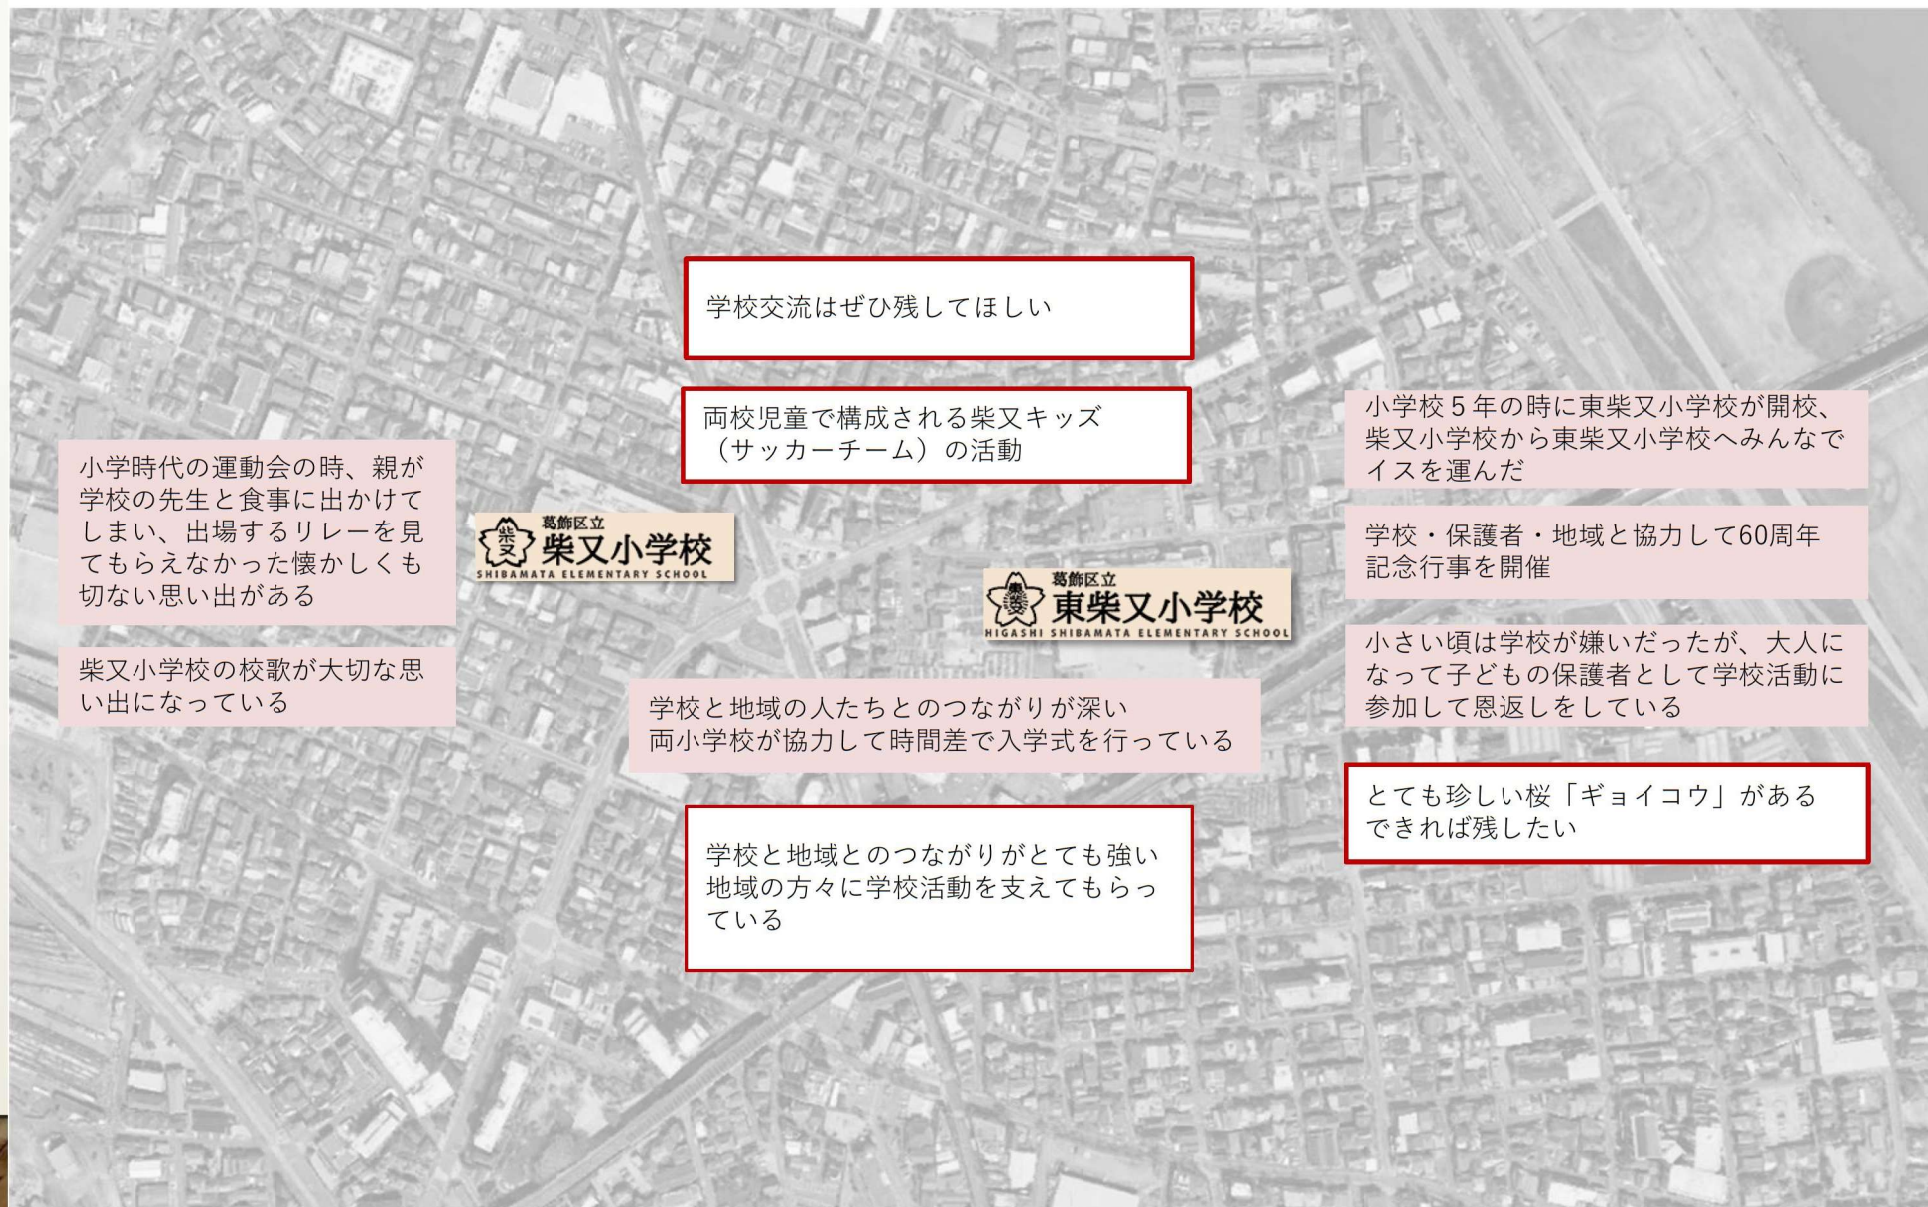 学校交流はぜひ残してほしい
両校児童で構成される柴又キッズ
（サッカーチーム）の活動
小学時代の運動会の時、親が
学校の先生と食事に出かけて
しまい、出場するリレーを見
てもらえなかった懐かしくも
切ない思い出がある
柴又小学校の校歌が大切な思
い出になっている
柴又
葛飾区立
柴又小学校
SHIBAMATA ELEMENTARY SCHOOL
葛飾区立
東柴又小学校
HIGASHI SHIBAMATA ELEMENTARY SCHOOL
学校と地域の人たちとのつながりが深い
両小学校が協力して時間差で入学式を行っている
学校と地域とのつながりがとても強い
地域の方々に学校活動を支えてもらっ
ている
小学校５年の時に東柴又小学校が開校、
柴又小学校から東柴又小学校へみんなで
イスを運んだ
学校・保護者・地域と協力して60周年
記念行事を開催
小さい頃は学校が嫌いだったが、大人に
なって子どもの保護者として学校活動に
参加して恩返しをしている
とても珍しい桜「ギョイコウ」がある
できれば残したい